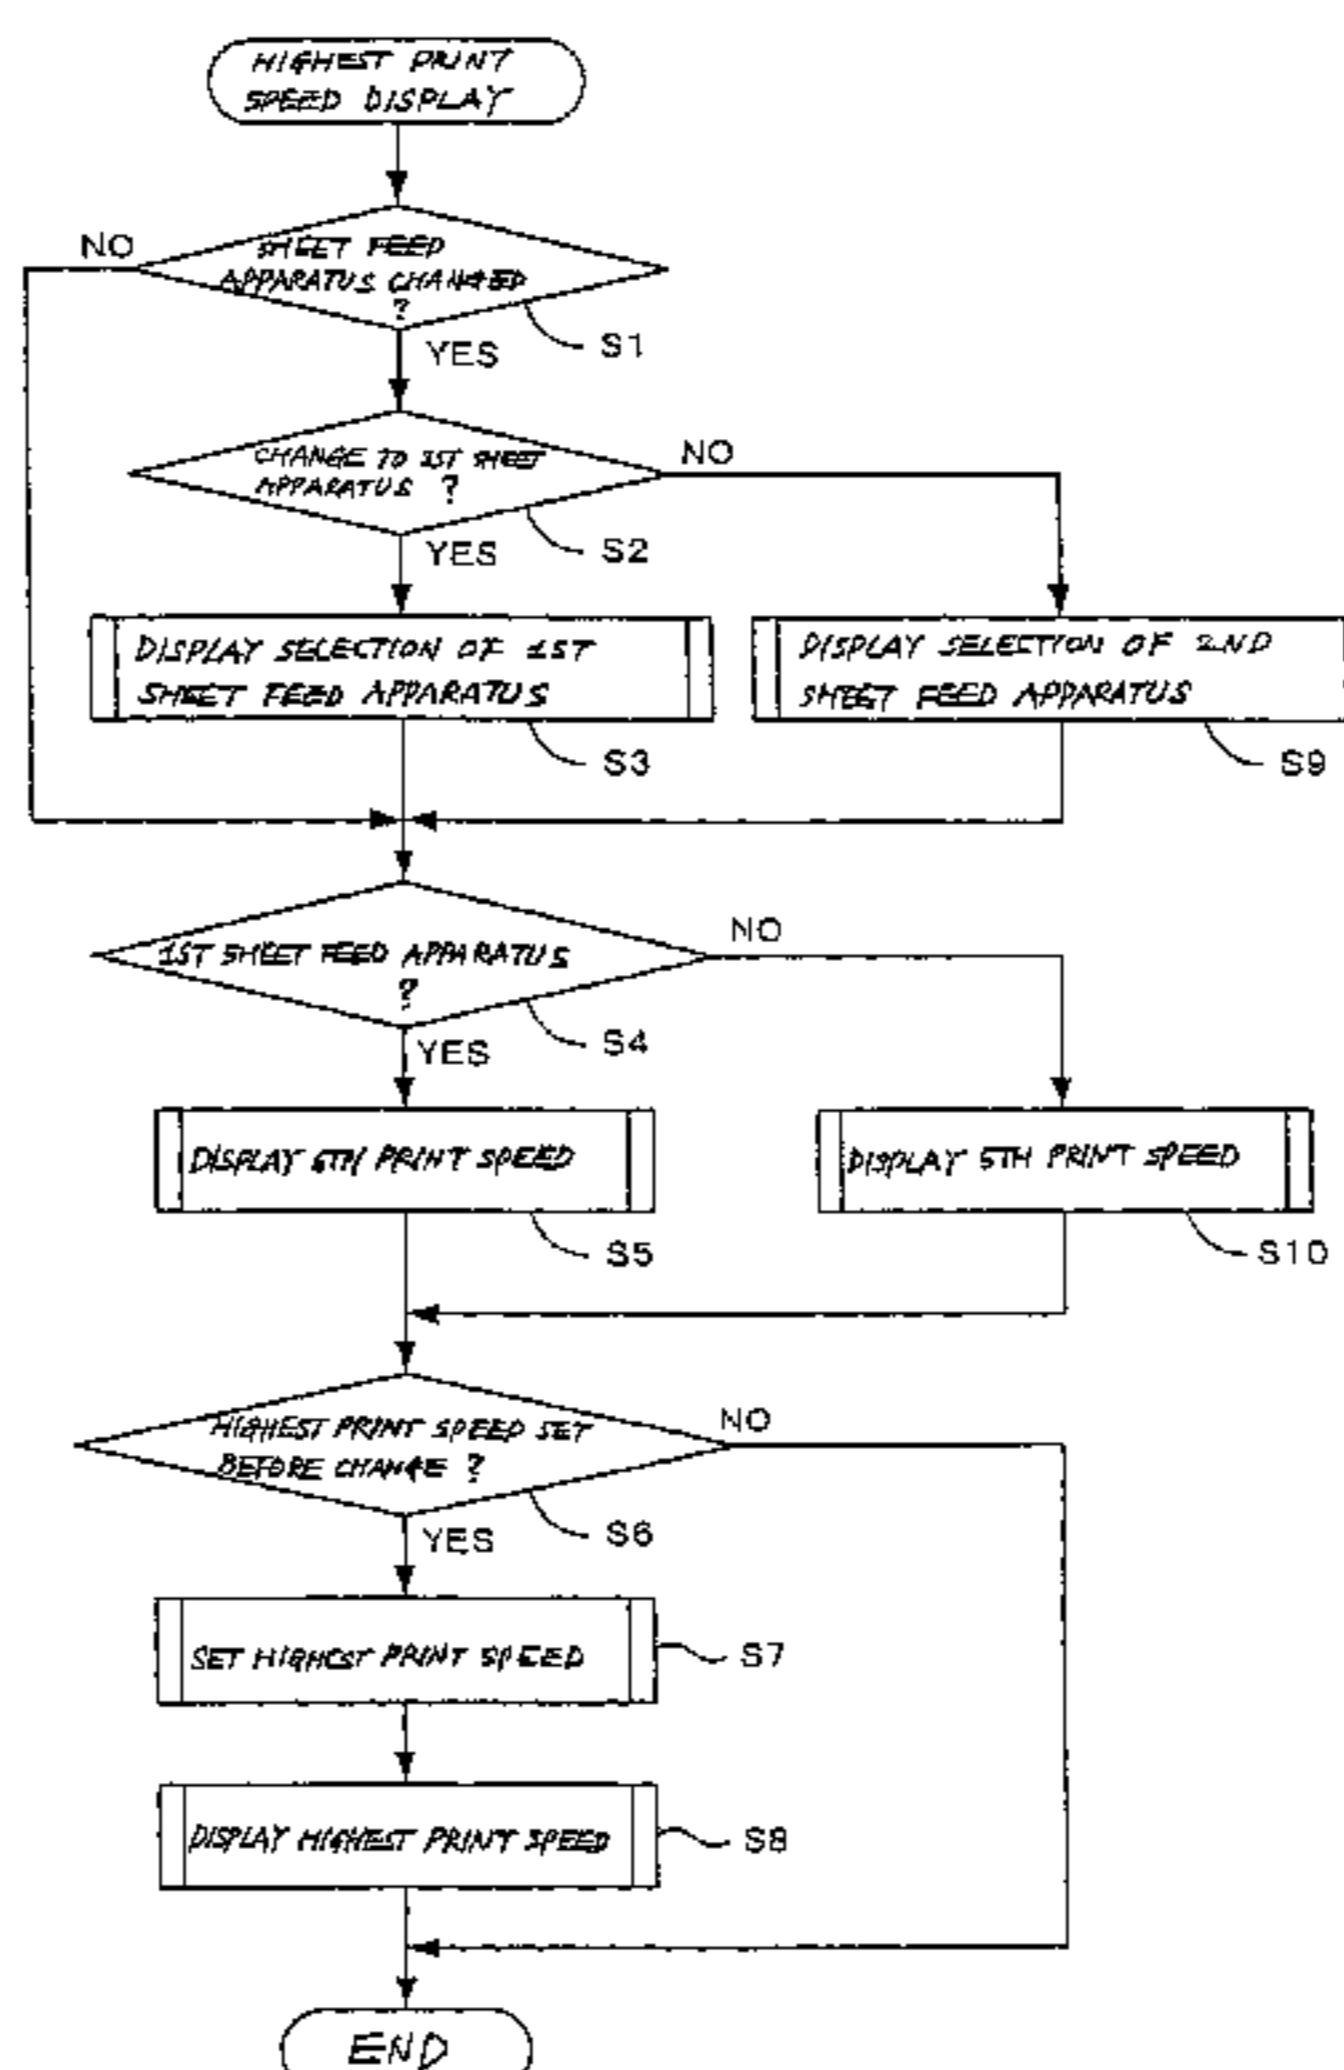 HIGHEST PRINT
SPEED DISPLAY
NO
SHEET FEED
APPARATUS CHANGED
?
S1
YES
CHANGE TO 1ST SHEET
APPARATUS ?
NO
S2
YES
DISPLAY SELECTION OF 1ST
SHEET FEED APPARATUS
DISPLAY SELECTION OF 2ND
SHEET FEED APPARATUS
S3
S9
NO
1ST SHEET FEED APPARATUS
?
S4
YES
DISPLAY 6TH PRINT SPEED
DISPLAY 5TH PRINT SPEED
S5
S10
NO
HIGHEST PRINT SPEED SET
BEFORE CHANGE ?
S6
YES
SET HIGHEST PRINT SPEED
S7
DISPLAY HIGHEST PRINT SPEED
S8
END